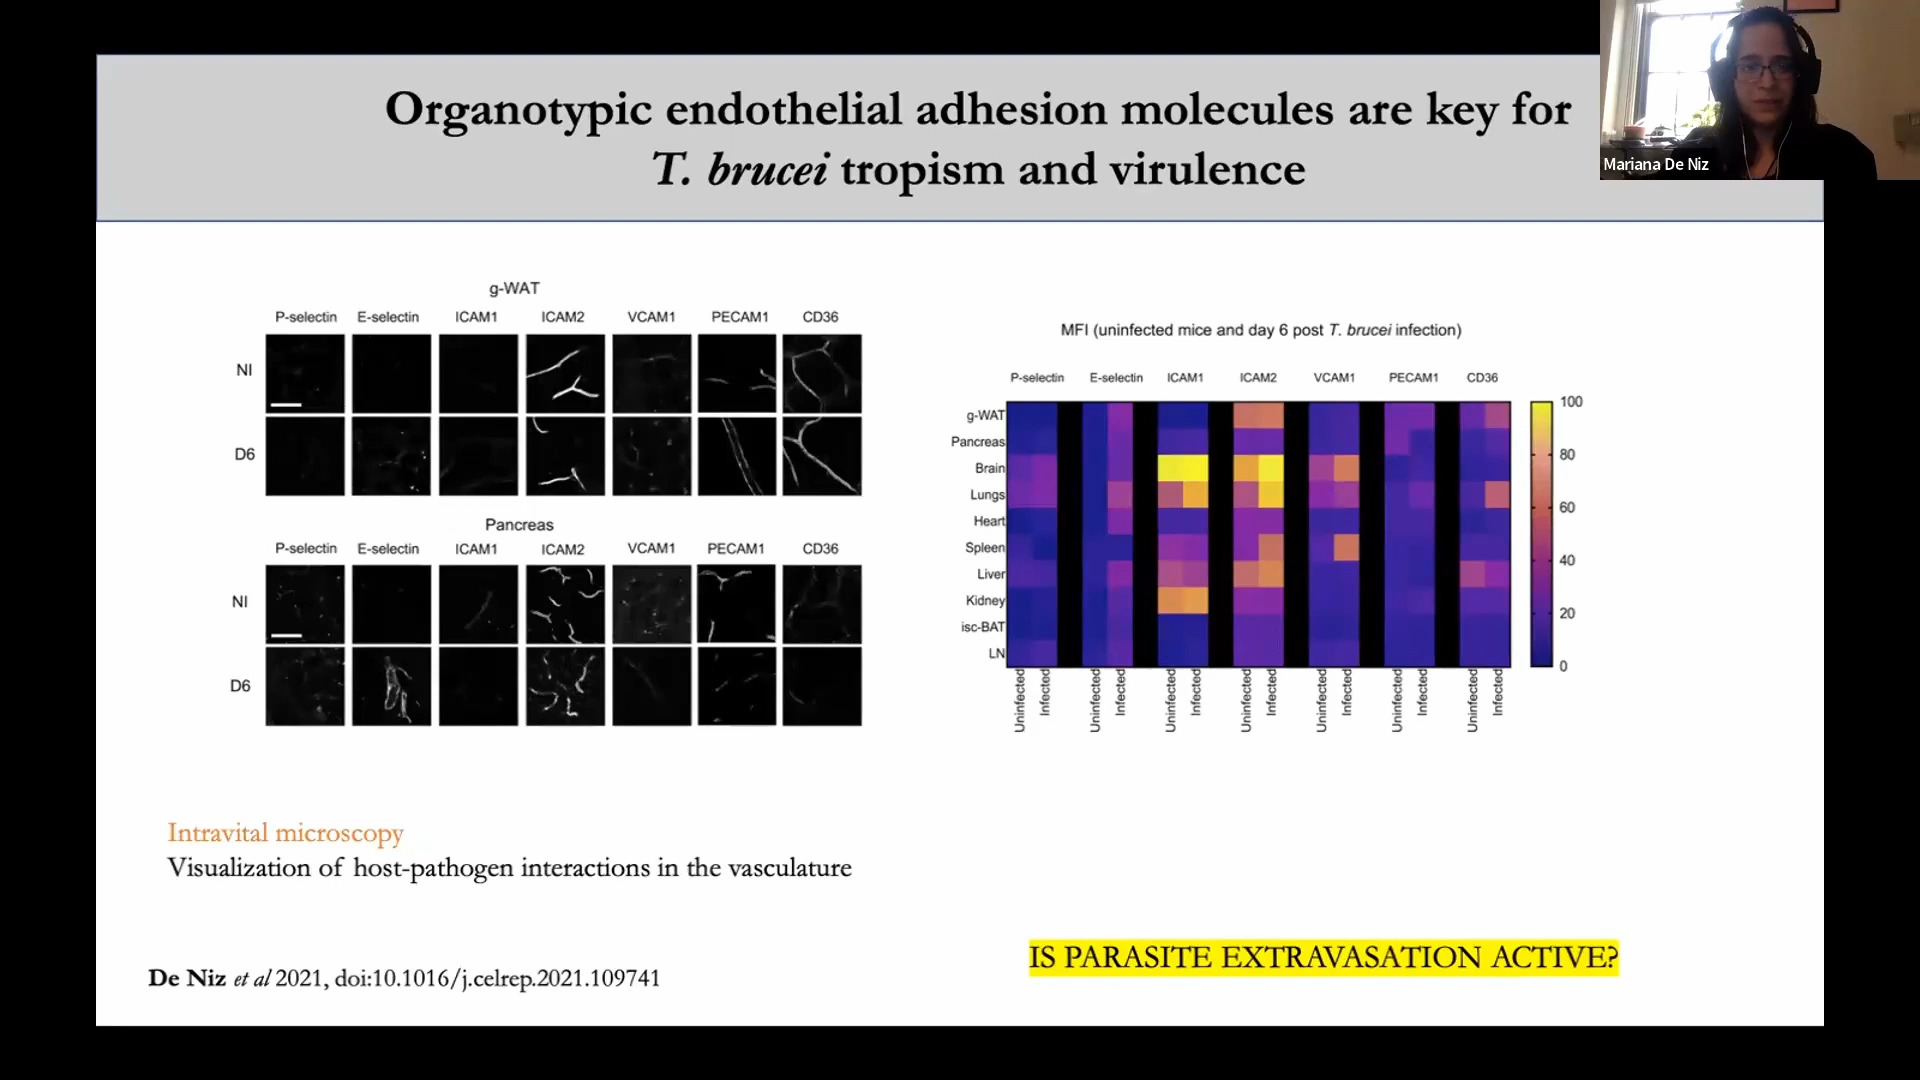 Organotypic endothelial adhesion molecules are key for
T. brucei tropism and virulence
Mariana De Niz
g-WAT
P-selectin E-selectin ICAM1 ICAM2 VCAM1 PECAM1 CD36
NI
D6
Pancreas
P-selectin E-selectin ICAM1 ICAM2 VCAM1 PECAM1 CD36
NI
D6
MFI (uninfected mice and day 6 post T. brucei infection)
P-selectin E-selectin ICAM1 ICAM2 VCAM1 PECAM1 CD36
g-WAT
Pancreas
Brain
Lungs
Heart
Spleen
Liver
Kidney
isc-BAT
LN
Uninfected Infected Uninfected Infected Uninfected Infected Uninfected Infected Uninfected Infected Uninfected Infected Uninfected Infected
100
80
60
40
20
0
Intravital microscopy
Visualization of host-pathogen interactions in the vasculature
IS PARASITE EXTRAVASATION ACTIVE?
De Niz et al 2021, doi:10.1016/j.celrep.2021.109741